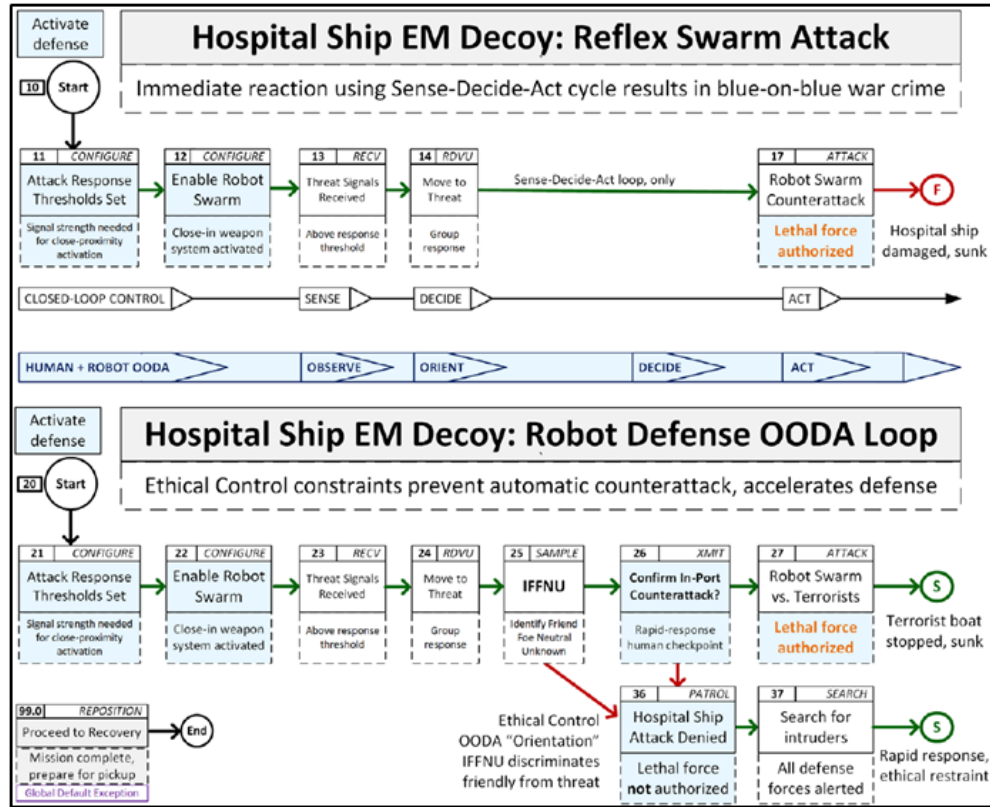 Activate
defense
Hospital Ship EM Decoy: Reflex Swarm Attack
10
Start
Immediate reaction using Sense-Decide-Act cycle results in blue-on-blue war crime
11 CONFIGURE
Attack Response
Thresholds Set
Signal strength needed
for close-proximity
activation
12 CONFIGURE
Enable Robot
Swarm
Close-in weapon
system activated
13 RECV
Threat Signals
Received
Above response
threshold
14 RDVU
Move to
Threat
Group
response
Sense-Decide-Act loop, only
17 ATTACK
Robot Swarm
Counterattack
Lethal force
authorized
F
Hospital ship
damaged, sunk
CLOSED-LOOP CONTROL
SENSE
DECIDE
ACT
HUMAN + ROBOT OODA
OBSERVE
ORIENT
DECIDE
ACT
Activate
defense
Hospital Ship EM Decoy: Robot Defense OODA Loop
20
Start
Ethical Control constraints prevent automatic counterattack, accelerates defense
21 CONFIGURE
Attack Response
Thresholds Set
Signal strength needed
for close-proximity
activation
22 CONFIGURE
Enable Robot
Swarm
Close-in weapon
system activated
23 RECV
Threat Signals
Received
Above response
threshold
24 RDVU
Move to
Threat
Group
response
25 SAMPLE
IFFNU
Identify Friend
Foe Neutral
Unknown
26 XMIT
Confirm In-Port
Counterattack?
Rapid-response
human checkpoint
27 ATTACK
Robot Swarm
vs. Terrorists
Lethal force
authorized
S
Terrorist boat
stopped, sunk
99.0 REPOSITION
Proceed to Recovery
Mission complete,
prepare for pickup
Global Default Exception
End
Ethical Control
OODA "Orientation"
IFFNU discriminates
friendly from threat
36 PATROL
Hospital Ship
Attack Denied
Lethal force
not authorized
37 SEARCH
Search for
intruders
All defense
forces alerted
S
Rapid response,
ethical restraint